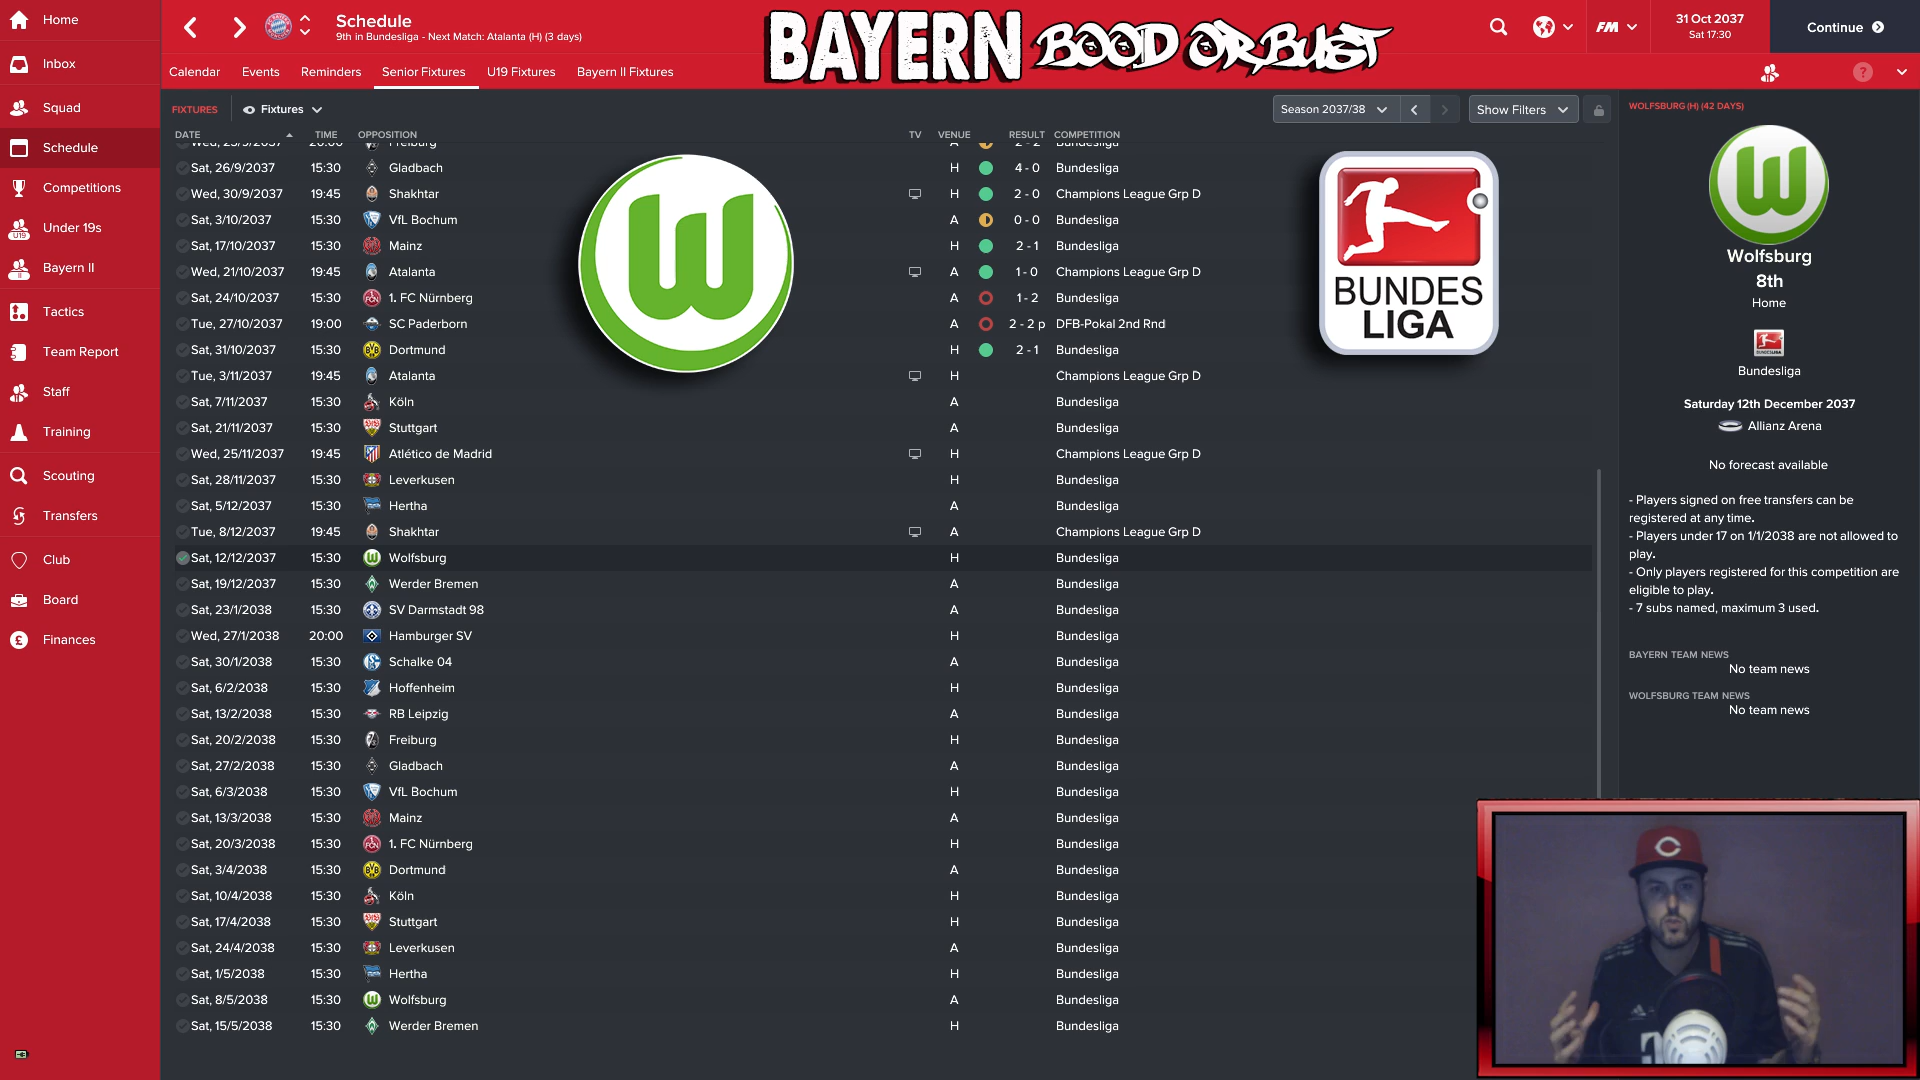 Home
Inbox
Squad
Schedule
Competitions
Under 19s
Bayern II
Tactics
Team Report
Staff
Training
Scouting
Transfers
Club
Board
Finances
Schedule
9th in Bundesliga - Next Match: Atalanta (H) (3 days)
BAYERN BOOD OR BUST
FM
31 Oct 2037
Sat 17:30
Continue
Calendar Events Reminders Senior Fixtures U19 Fixtures Bayern II Fixtures
FIXTURES Fixtures Season 2037/38 Show Filters
DATE TIME OPPOSITION TV VENUE RESULT COMPETITION
Wed, 23/9/2037 20:00 Freiburg A 2 - 2 Bundesliga
Sat, 26/9/2037 15:30 Gladbach H 4 - 0 Bundesliga
Wed, 30/9/2037 19:45 Shakhtar H 2 - 0 Champions League Grp D
Sat, 3/10/2037 15:30 VfL Bochum A 0 - 0 Bundesliga
Sat, 17/10/2037 15:30 Mainz H 2 - 1 Bundesliga
Wed, 21/10/2037 19:45 Atalanta A 1 - 0 Champions League Grp D
Sat, 24/10/2037 15:30 1. FC Nürnberg A 1 - 2 Bundesliga
Tue, 27/10/2037 19:00 SC Paderborn A 2 - 2 p DFB-Pokal 2nd Rnd
Sat, 31/10/2037 15:30 Dortmund H 2 - 1 Bundesliga
Tue, 3/11/2037 19:45 Atalanta H Champions League Grp D
Sat, 7/11/2037 15:30 Köln A Bundesliga
Sat, 21/11/2037 15:30 Stuttgart A Bundesliga
Wed, 25/11/2037 19:45 Atlético de Madrid H Champions League Grp D
Sat, 28/11/2037 15:30 Leverkusen H Bundesliga
Sat, 5/12/2037 15:30 Hertha A Bundesliga
Tue, 8/12/2037 19:45 Shakhtar A Champions League Grp D
Sat, 12/12/2037 15:30 Wolfsburg H Bundesliga
Sat, 19/12/2037 15:30 Werder Bremen A Bundesliga
Sat, 23/1/2038 15:30 SV Darmstadt 98 A Bundesliga
Wed, 27/1/2038 20:00 Hamburger SV H Bundesliga
Sat, 30/1/2038 15:30 Schalke 04 A Bundesliga
Sat, 6/2/2038 15:30 Hoffenheim H Bundesliga
Sat, 13/2/2038 15:30 RB Leipzig A Bundesliga
Sat, 20/2/2038 15:30 Freiburg H Bundesliga
Sat, 27/2/2038 15:30 Gladbach A Bundesliga
Sat, 6/3/2038 15:30 VfL Bochum H Bundesliga
Sat, 13/3/2038 15:30 Mainz A Bundesliga
Sat, 20/3/2038 15:30 1. FC Nürnberg H Bundesliga
Sat, 3/4/2038 15:30 Dortmund A Bundesliga
Sat, 10/4/2038 15:30 Köln H Bundesliga
Sat, 17/4/2038 15:30 Stuttgart H Bundesliga
Sat, 24/4/2038 15:30 Leverkusen A Bundesliga
Sat, 1/5/2038 15:30 Hertha H Bundesliga
Sat, 8/5/2038 15:30 Wolfsburg A Bundesliga
Sat, 15/5/2038 15:30 Werder Bremen H Bundesliga
W
BUNDES
LIGA
WOLFSBURG (H) (42 DAYS)
W
Wolfsburg
8th
Home
Bundesliga
Saturday 12th December 2037
Allianz Arena
No forecast available
- Players signed on free transfers can be
registered at any time.
- Players under 17 on 1/1/2038 are not allowed to
play.
- Only players registered for this competition are
eligible to play.
- 7 subs named, maximum 3 used.
BAYERN TEAM NEWS
No team news
WOLFSBURG TEAM NEWS
No team news
C